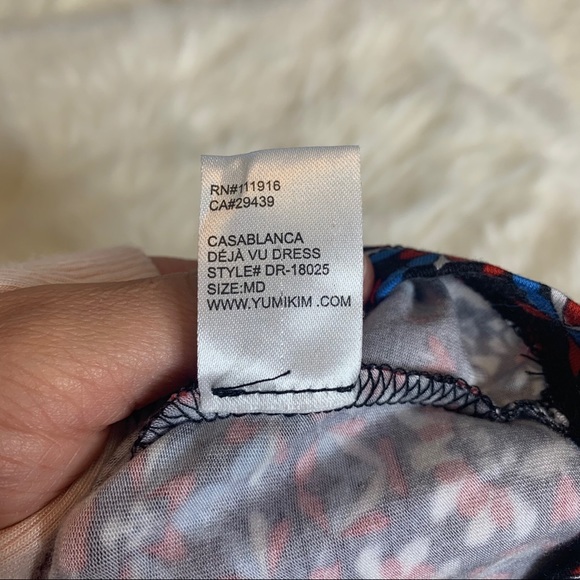 RN#111916
CA#29439
CASABLANCA
DÉJÀ VU DRESS
STYLE# DR-18025
SIZE:MD
WWW.YUMIKIM .COM